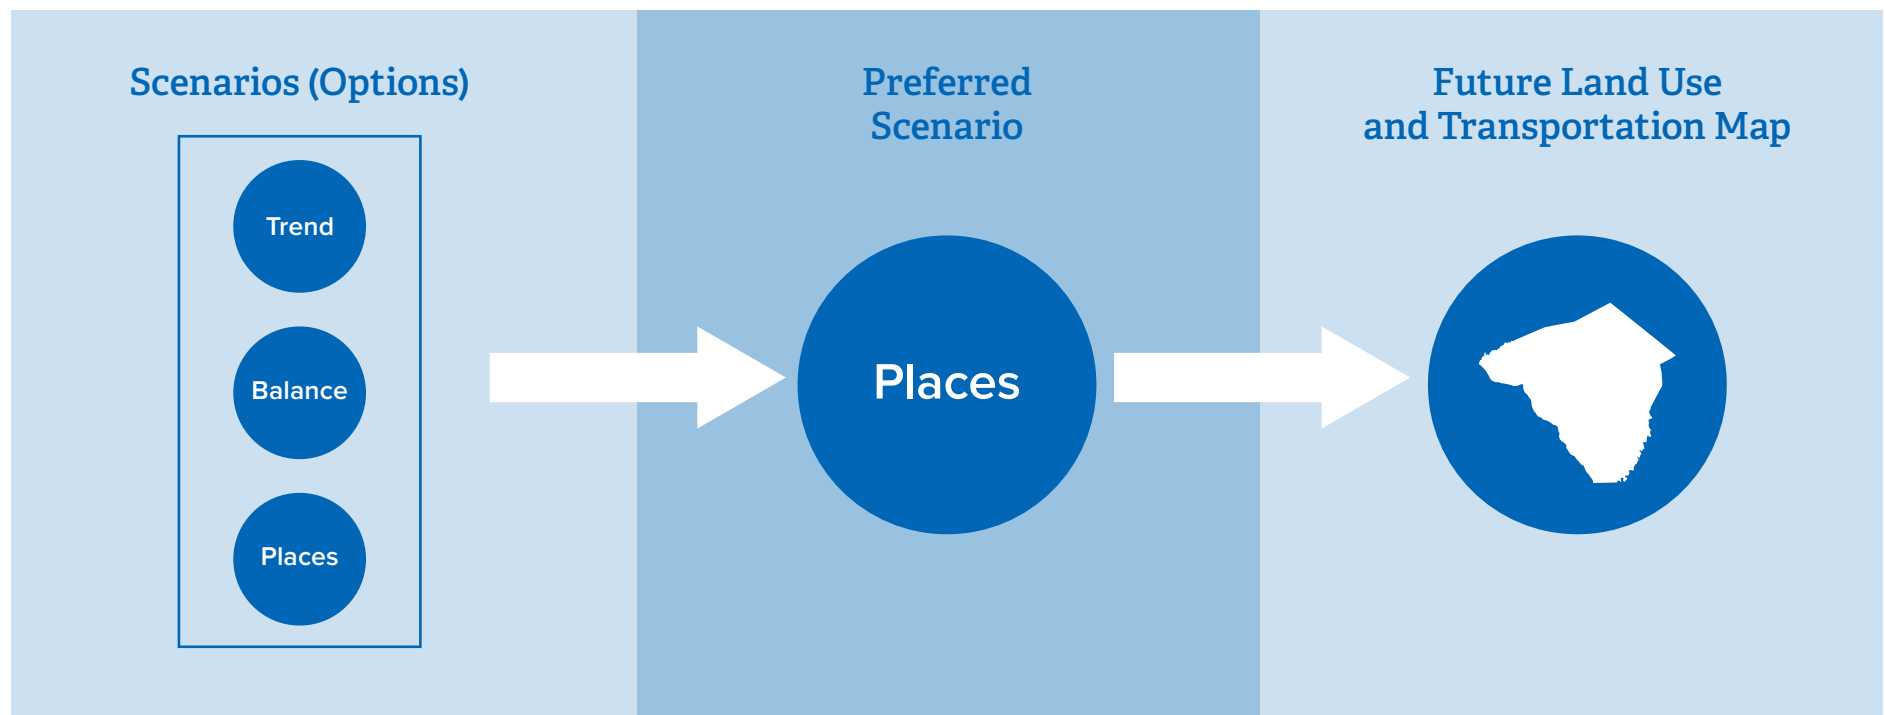 Scenarios (Options)
Trend
Balance
Places
Preferred
Scenario
Places
Future Land Use
and Transportation Map